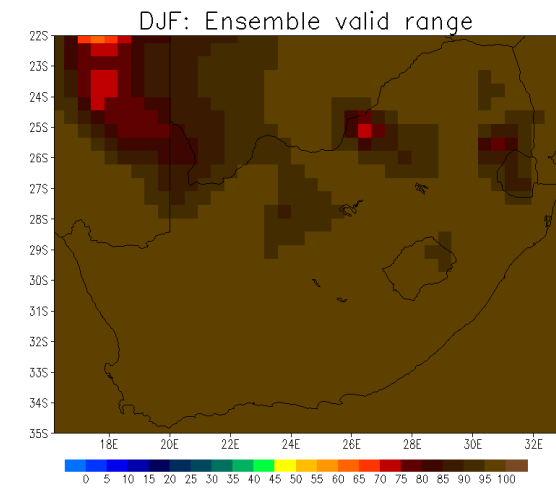 DJF: Ensemble valid range
22S
23S
24S
25S
26S
27S
28S
29S
30S
31S
32S
33S
34S
35S
18E 20E 22E 24E 26E 28E 30E 32E
0 5 10 15 20 25 30 35 40 45 50 55 60 65 70 75 80 85 90 95 100